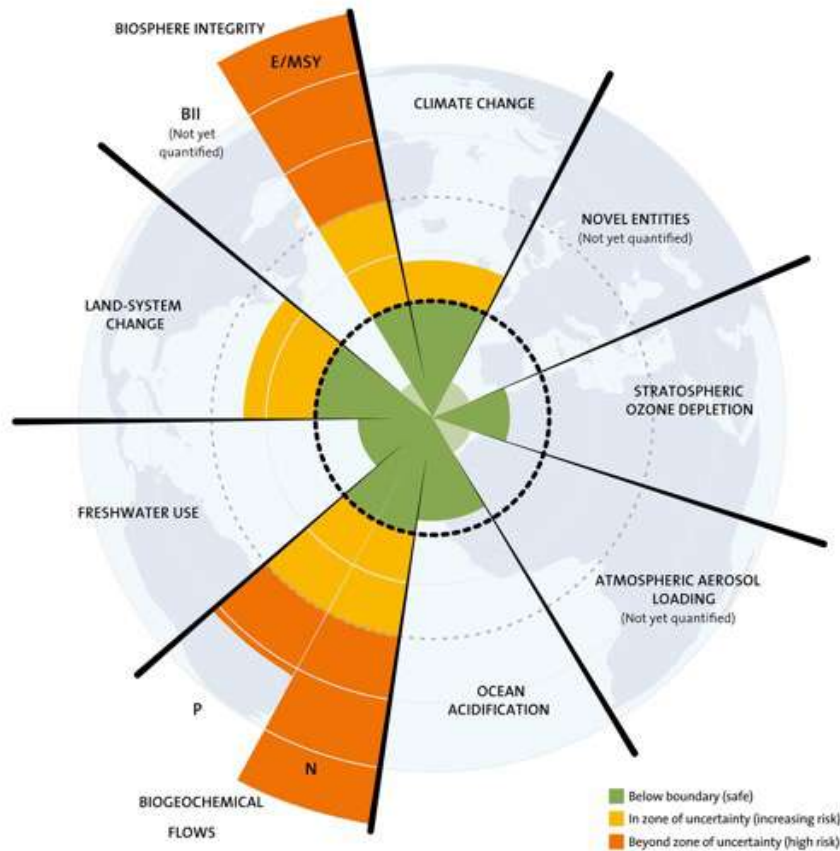 BIOSPHERE INTEGRITY
E/MSY
CLIMATE CHANGE
BII
(Not yet
quantified)
NOVEL ENTITIES
(Not yet quantified)
LAND-SYSTEM
CHANGE
STRATOSPHERIC
OZONE DEPLETION
FRESHWATER USE
ATMOSPHERIC AEROSOL
LOADING
(Not yet quantified)
OCEAN
ACIDIFICATION
P
N
BIOGEOCHEMICAL
FLOWS
Below boundary (safe)
In zone of uncertainty (increasing risk)
Beyond zone of uncertainty (high risk)